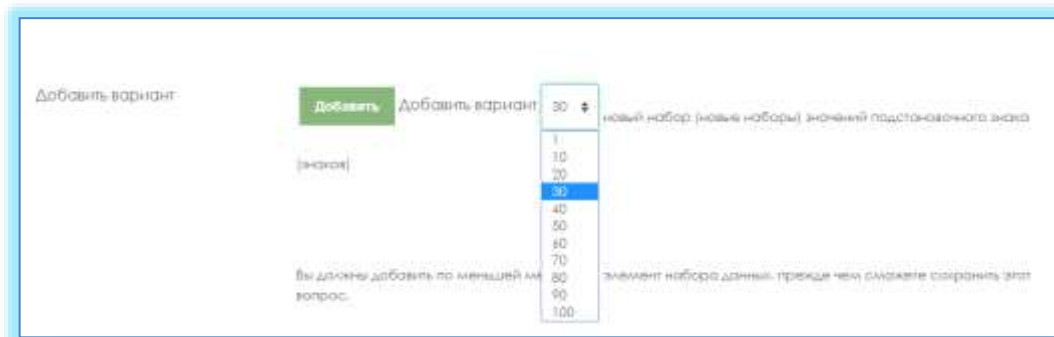 Добавить вариант
Добавить Добавить вариант 30 новый набор (новые наборы) значений подстановочного знака
(знаков)
1
10
20
30
40
50
60
70
80
90
100
Вы должны добавить по меньшей ме элемент набора данных, прежде чем сможете сохранить этот
вопрос.